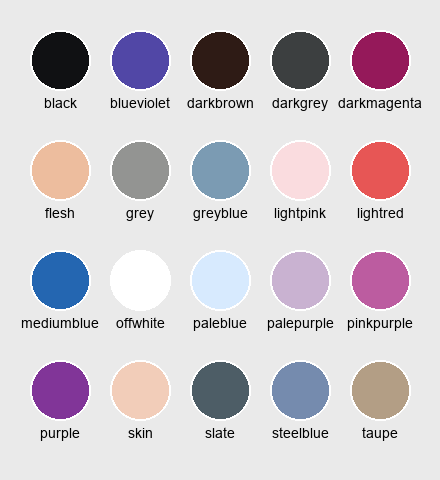 black blueviolet darkbrown darkgrey darkmagenta
flesh grey greyblue lightpink lightred
mediumblue offwhite paleblue palepurple pinkpurple
purple skin slate steelblue taupe